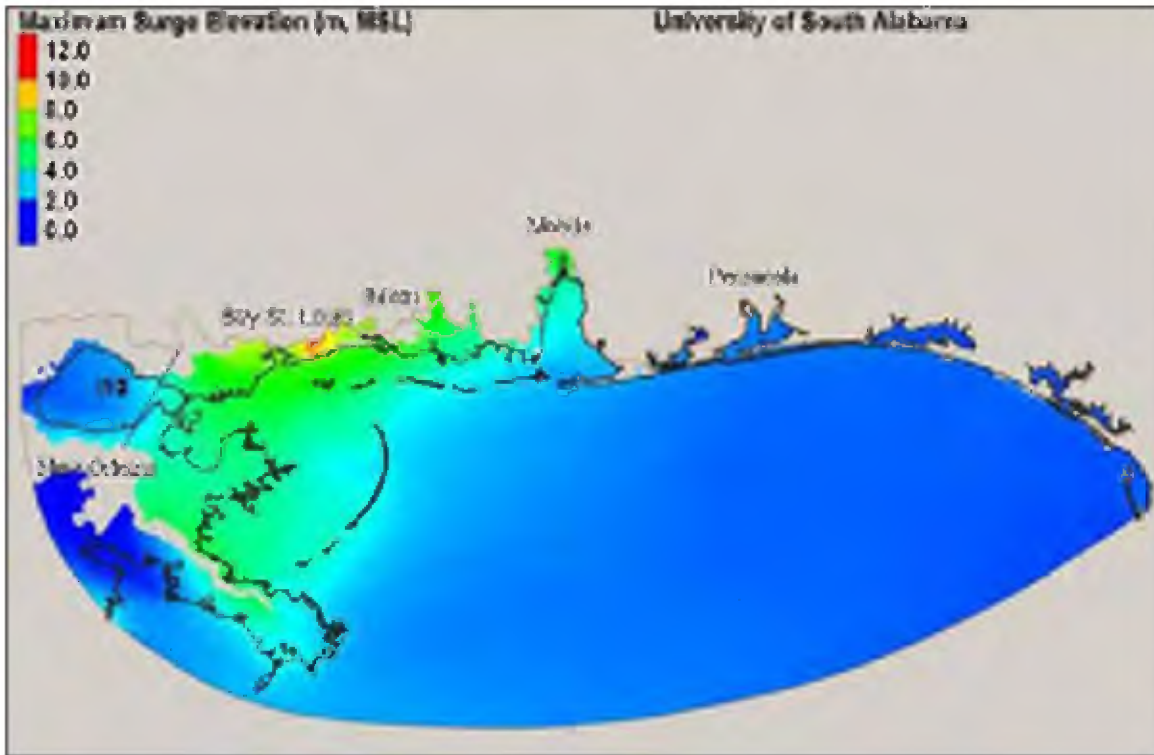 Maximum Surge Elevation (m, MSL)
University of South Alabama
12.0
10.0
8.0
6.0
4.0
2.0
0.0
Mobile
Pensacola
Biloxi
Bay St. Louis
New Orleans